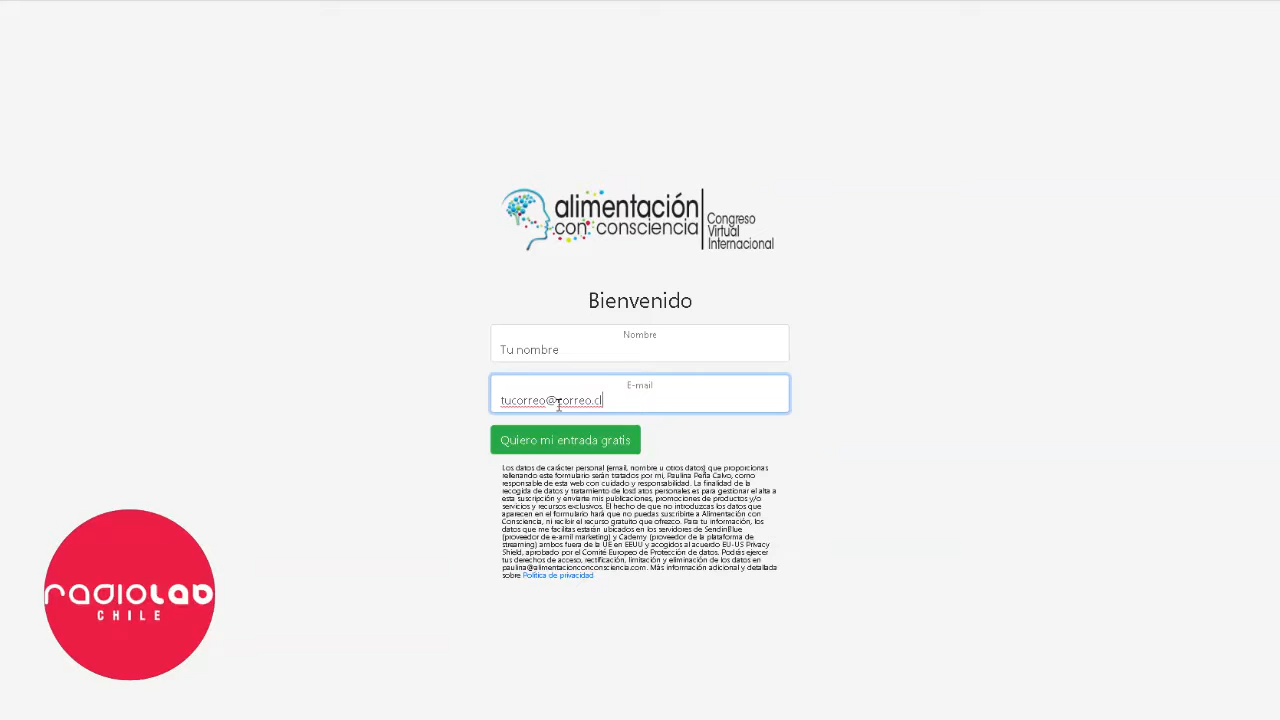 alimentación
con consciencia
Congreso
Virtual
Internacional
Bienvenido
Nombre
Tu nombre
E-mail
tucorreo@correo.cl
Quiero mi entrada gratis
Los datos de carácter personal (email, nombre u otros datos) que proporcionas
rellenando este formulario serán tratados por mi, Paulina Peña Calvo, como
responsable de esta web con cuidado y responsabilidad. La finalidad de la
recogida de datos y tratamiento de losd atos personales es para gestionar el alta a
esta suscripción y enviarte mis publicaciones, promociones de productos y/o
servicios y recursos exclusivos. El hecho de que no introduzcas los datos que
aparecen en el formulario hará que no puedas suscribirte a Alimentación con
Consciencia, ni recibir el recurso gratuito que ofrezco. Para tu información, los
datos que me facilitas estarán ubicados en los servidores de SendinBlue
(proveedor de e-amil marketing) y Cademy (proveedor de la plataforma de
streaming) ambos fuera de la UE en EEUU y acogidos al acuerdo EU-US Privacy
Shield, aprobado por el Comité Europeo de Protección de datos. Podrás ejercer
tus derechos de acceso, rectificación, limitación y eliminación de los datos en
paulina@alimentacionconconsciencia.com. Más información adicional y detallada
sobre Política de privacidad
radiolab
CHILE